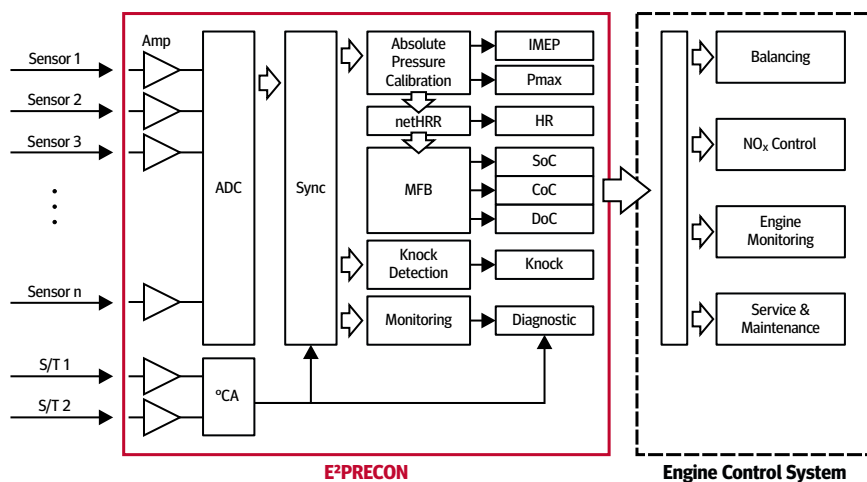 Amp
Sensor 1
Sensor 2
Sensor 3
Sensor n
S/T 1
S/T 2
ADC
°CA
Sync
Absolute
Pressure
Calibration
netHRR
MFB
Knock
Detection
Monitoring
IMEP
Pmax
HR
SoC
CoC
DoC
Knock
Diagnostic
Balancing
NOx Control
Engine
Monitoring
Service &
Maintenance
E²PRECON
Engine Control System